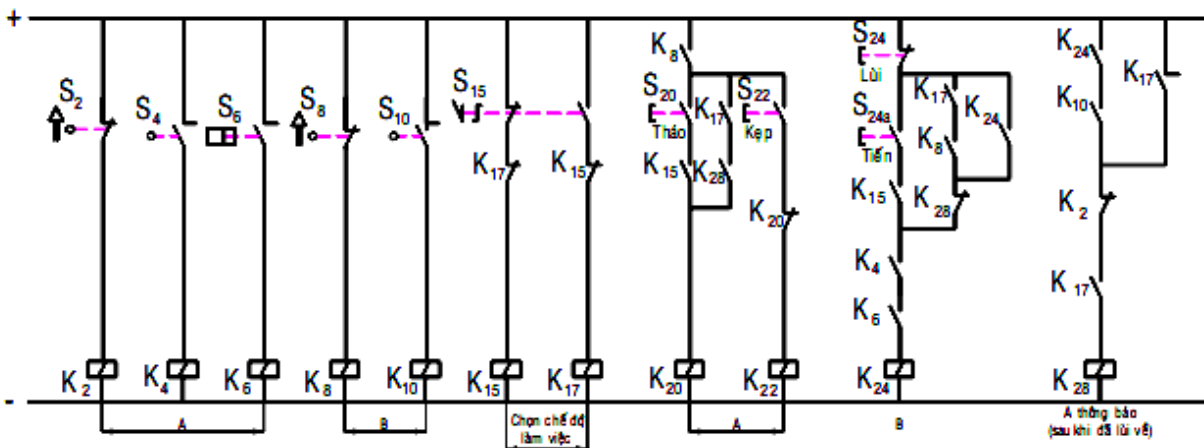 +
S2
S4
S6
S8
S10
S15
K17
K15
K8
S20
Tháo
K17
S22
Kẹp
K15
K28
K20
S24
Lùi
K17
K24
S24a
Tiến
K8
K15
K28
K4
K6
K24
K17
K10
K2
K17
K2
K4
K6
K8
K10
K15
K17
K20
K22
K24
K28
-
A
B
Chọn chế độ
làm việc
A
B
A thông báo
(sau khi đã lùi về)